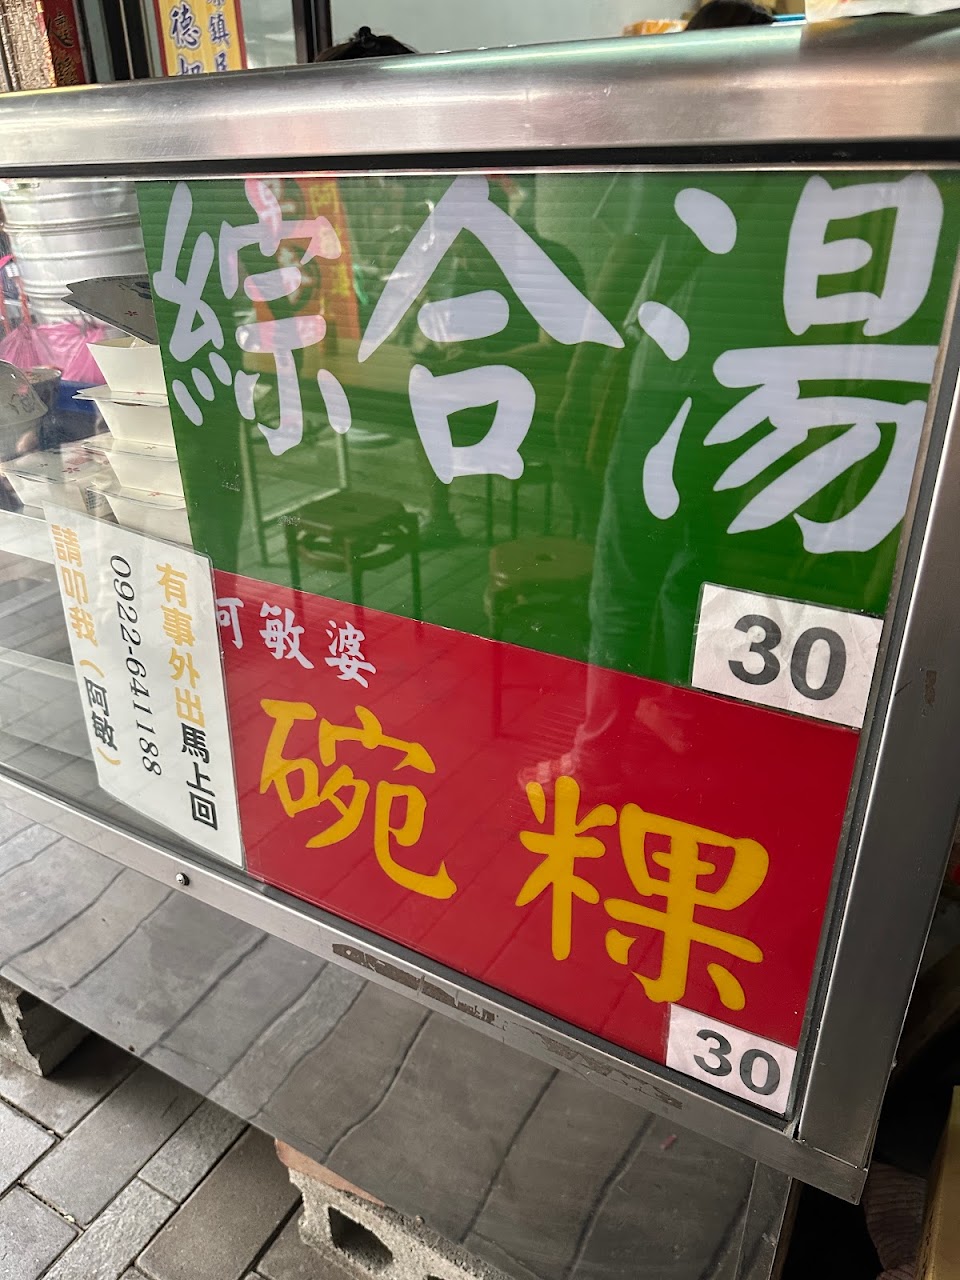 綜合湯
30
阿敏婆
碗粿
30
有事外出馬上回
0922-641188
請叩我（阿敏）